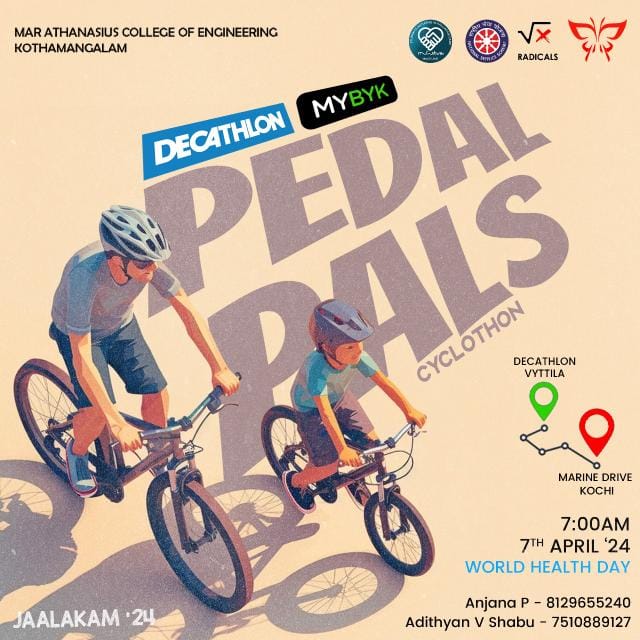 MAR ATHANASIUS COLLEGE OF ENGINEERING
KOTHAMANGALAM
√x
RADICALS
DECATHLON
MYBYK
PEDAL
PALS
CYCLOTHON
DECATHLON
VYTTILA
MARINE DRIVE
KOCHI
7:00AM
7TH APRIL ‘24
WORLD HEALTH DAY
Anjana P - 8129655240
Adithyan V Shabu - 7510889127
JAALAKAM '24